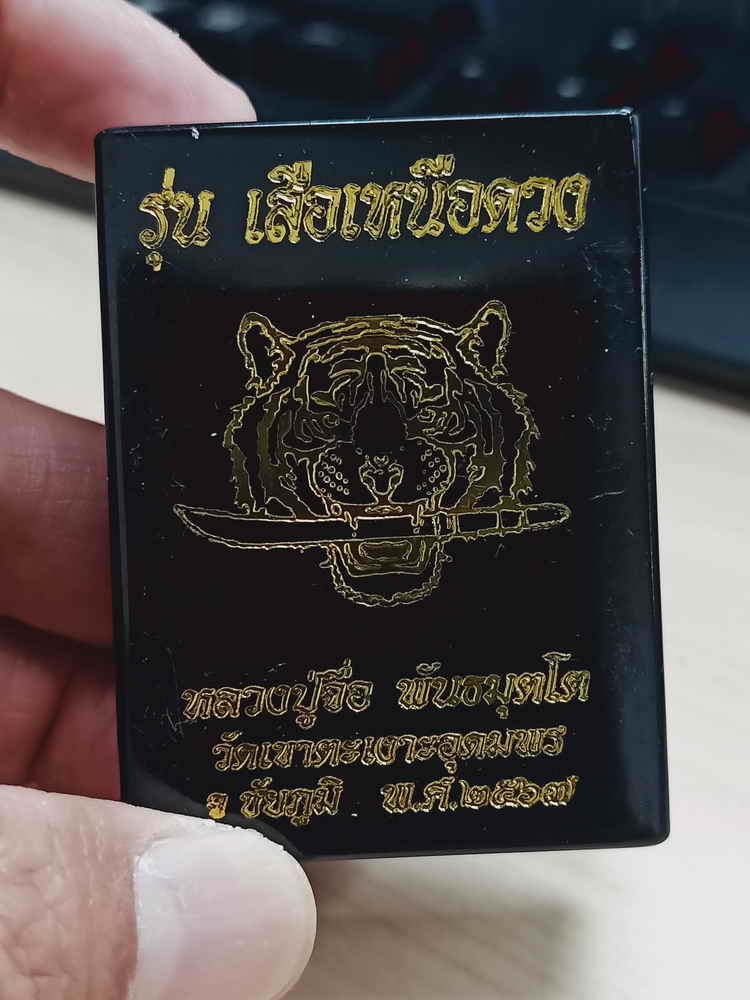 รุ่น เสือเหนือดวง
หลวงปู่จื่อ พันธมุตโต
วัดเขาตะเงาะอุดมพร
จ ชัยภูมิ พ.ศ.๒๕๖๗